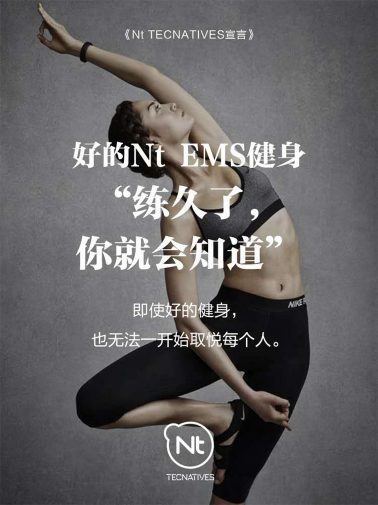 《Nt TECNATIVES宣言》
好的Nt EMS健身
“练久了，
你就会知道”
即使好的健身，
也无法一开始取悦每个人。
NIKE PRO
Nt
TECNATIVES